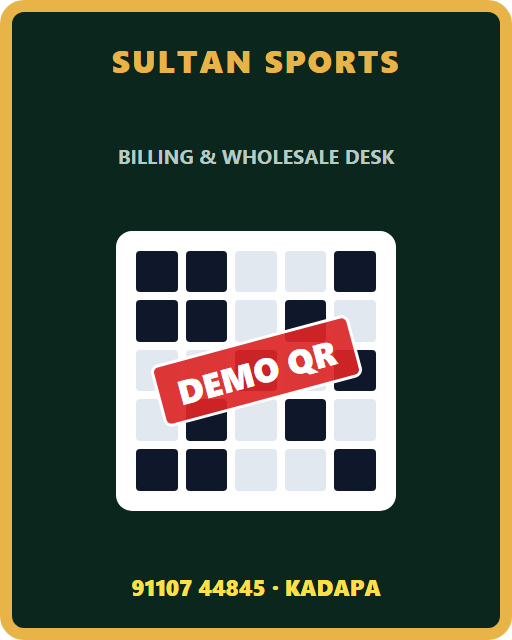 SULTAN SPORTS
BILLING & WHOLESALE DESK
DEMO QR
91107 44845 · KADAPA